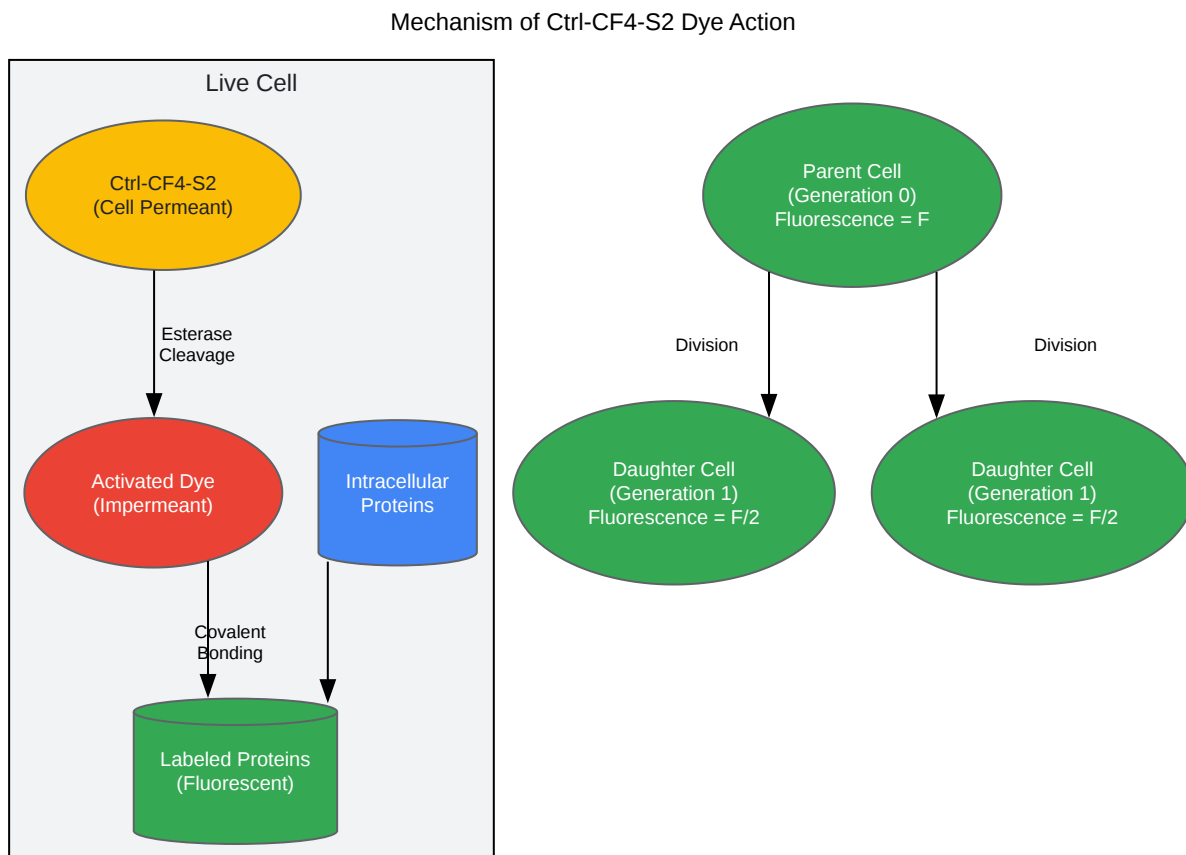 Mechanism of Ctrl-CF4-S2 Dye Action
Live Cell
Ctrl-CF4-S2
(Cell Permeant)
Esterase
Cleavage
Activated Dye
(Impermeant)
Intracellular
Proteins
Covalent
Bonding
Labeled Proteins
(Fluorescent)
Parent Cell
(Generation 0)
Fluorescence = F
Division
Division
Daughter Cell
(Generation 1)
Fluorescence = F/2
Daughter Cell
(Generation 1)
Fluorescence = F/2